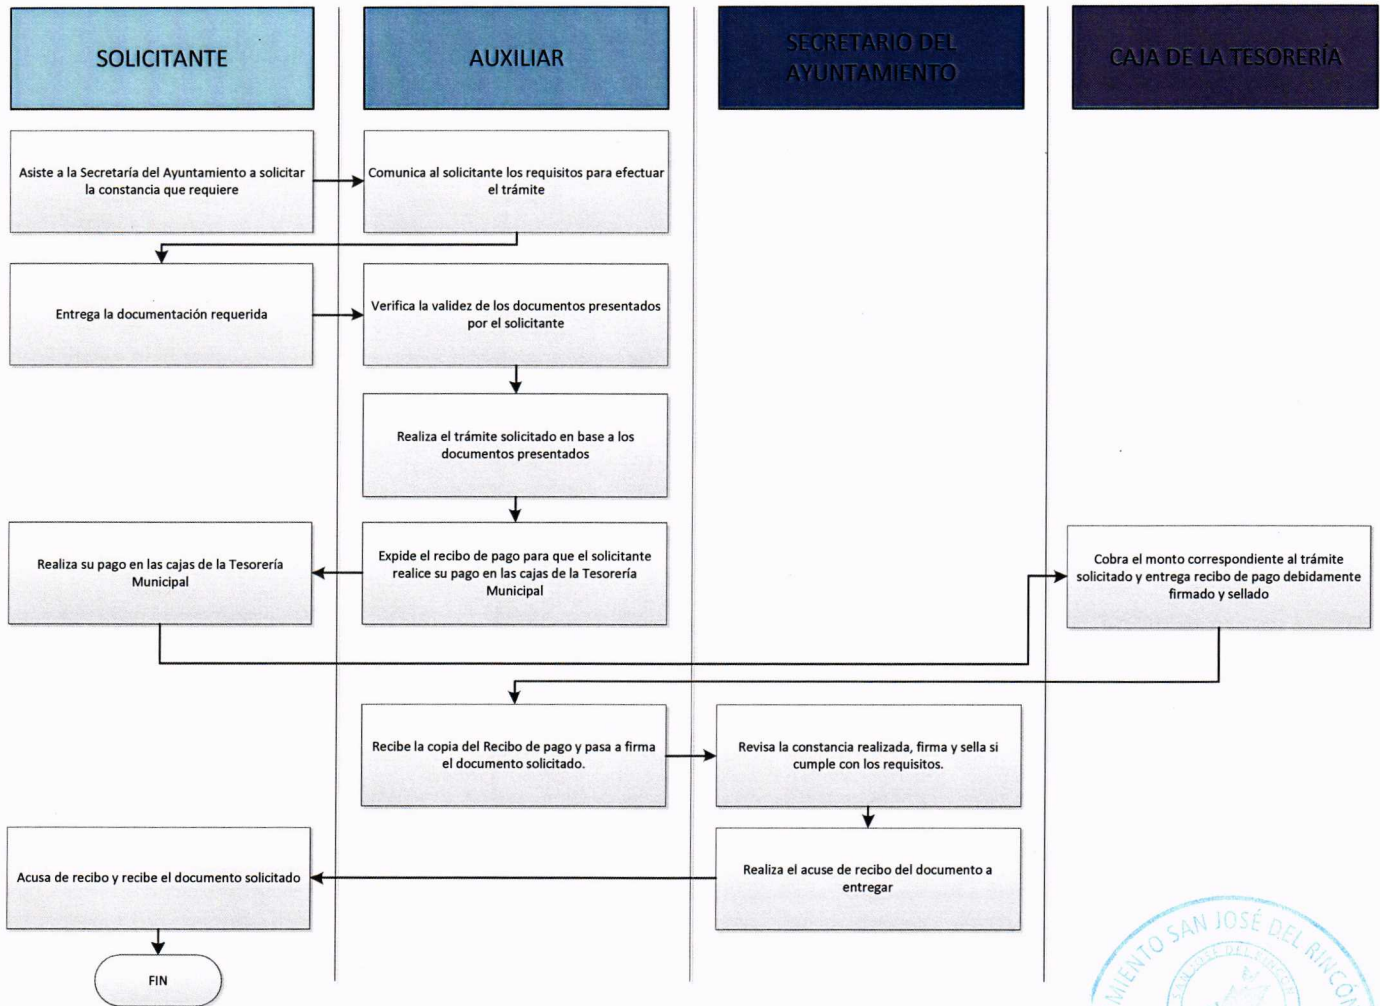 SOLICITANTE
AUXILIAR
SECRETARIO DEL
AYUNTAMIENTO
CAJA DE LA TESORERÍA
Asiste a la Secretaría del Ayuntamiento a solicitar
la constancia que requiere
Comunica al solicitante los requisitos para efectuar
el trámite
Entrega la documentación requerida
Verifica la validez de los documentos presentados
por el solicitante
Realiza el trámite solicitado en base a los
documentos presentados
Realiza su pago en las cajas de la Tesorería
Municipal
Expide el recibo de pago para que el solicitante
realice su pago en las cajas de la Tesorería
Municipal
Cobra el monto correspondiente al trámite
solicitado y entrega recibo de pago debidamente
firmado y sellado
Recibe la copia del Recibo de pago y pasa a firma
el documento solicitado.
Revisa la constancia realizada, firma y sella si
cumple con los requisitos.
Acusa de recibo y recibe el documento solicitado
Realiza el acuse de recibo del documento a
entregar
FIN
SAN JOSÉ DEL RINCÓN
SAN JOSÉ DEL RINCÓN